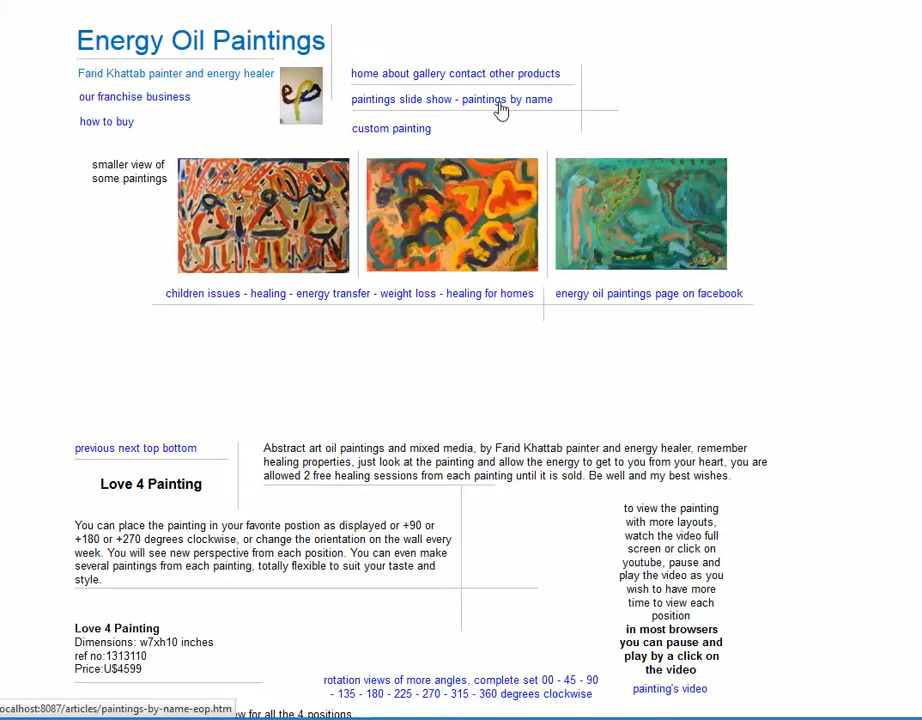 Energy Oil Paintings
Farid Khattab painter and energy healer
our franchise business
how to buy
home about gallery contact other products
paintings slide show - paintings by name
custom painting
smaller view of
some paintings
children issues - healing - energy transfer - weight loss - healing for homes
energy oil paintings page on facebook
previous next top bottom
Love 4 Painting
Abstract art oil paintings and mixed media, by Farid Khattab painter and energy healer, remember
healing properties, just look at the painting and allow the energy to get to you from your heart, you are
allowed 2 free healing sessions from each painting until it is sold. Be well and my best wishes.
You can place the painting in your favorite postion as displayed or +90 or
+180 or +270 degrees clockwise, or change the orientation on the wall every
week. You will see new perspective from each position. You can even make
several paintings from each painting, totally flexible to suit your taste and
style.
to view the painting
with more layouts,
watch the video full
screen or click on
youtube, pause and
play the video as you
wish to have more
time to view each
position
in most browsers
you can pause and
play by a click on
the video
painting's video
Love 4 Painting
Dimensions: w7xh10 inches
ref no:1313110
Price:U$4599
rotation views of more angles, complete set 00 - 45 - 90
- 135 - 180 - 225 - 270 - 315 - 360 degrees clockwise
ocalhost:8087/articles/paintings-by-name-eop.htm
ew for all the 4 positions